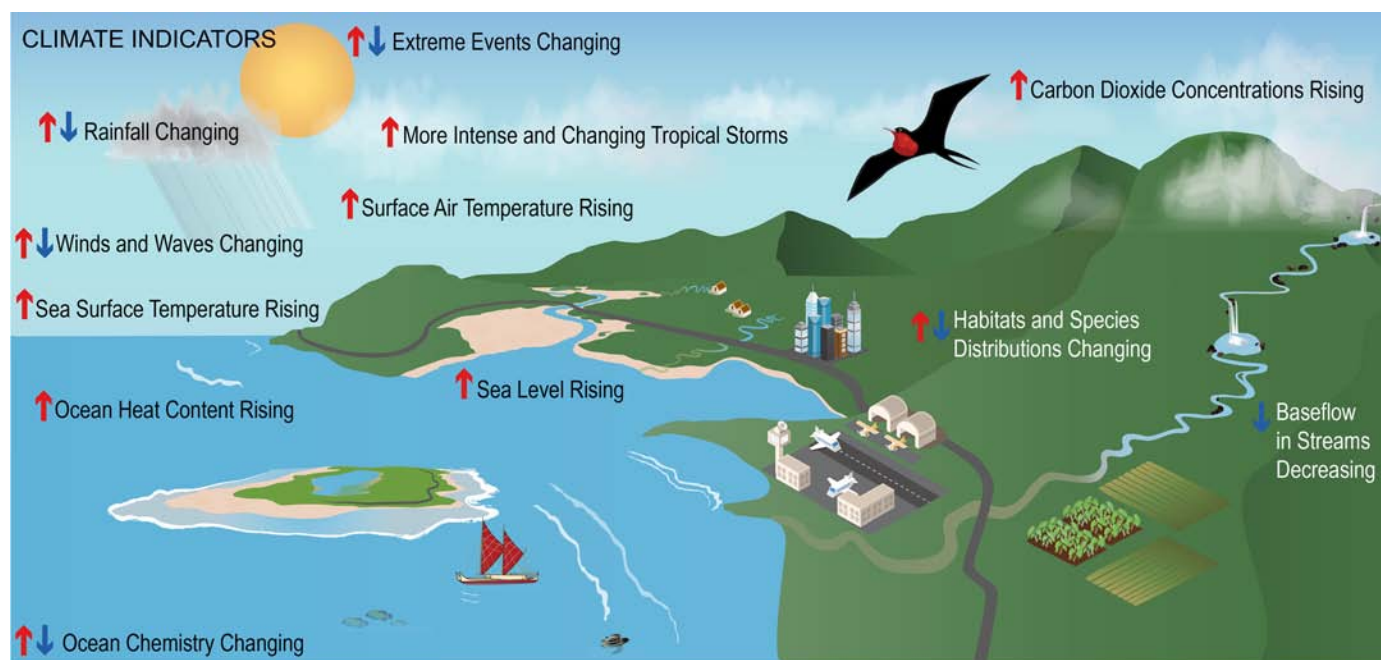 CLIMATE INDICATORS
Extreme Events Changing
Carbon Dioxide Concentrations Rising
Rainfall Changing
More Intense and Changing Tropical Storms
Surface Air Temperature Rising
Winds and Waves Changing
Sea Surface Temperature Rising
Habitats and Species
Distributions Changing
Sea Level Rising
Ocean Heat Content Rising
Baseflow
in Streams
Decreasing
Ocean Chemistry Changing